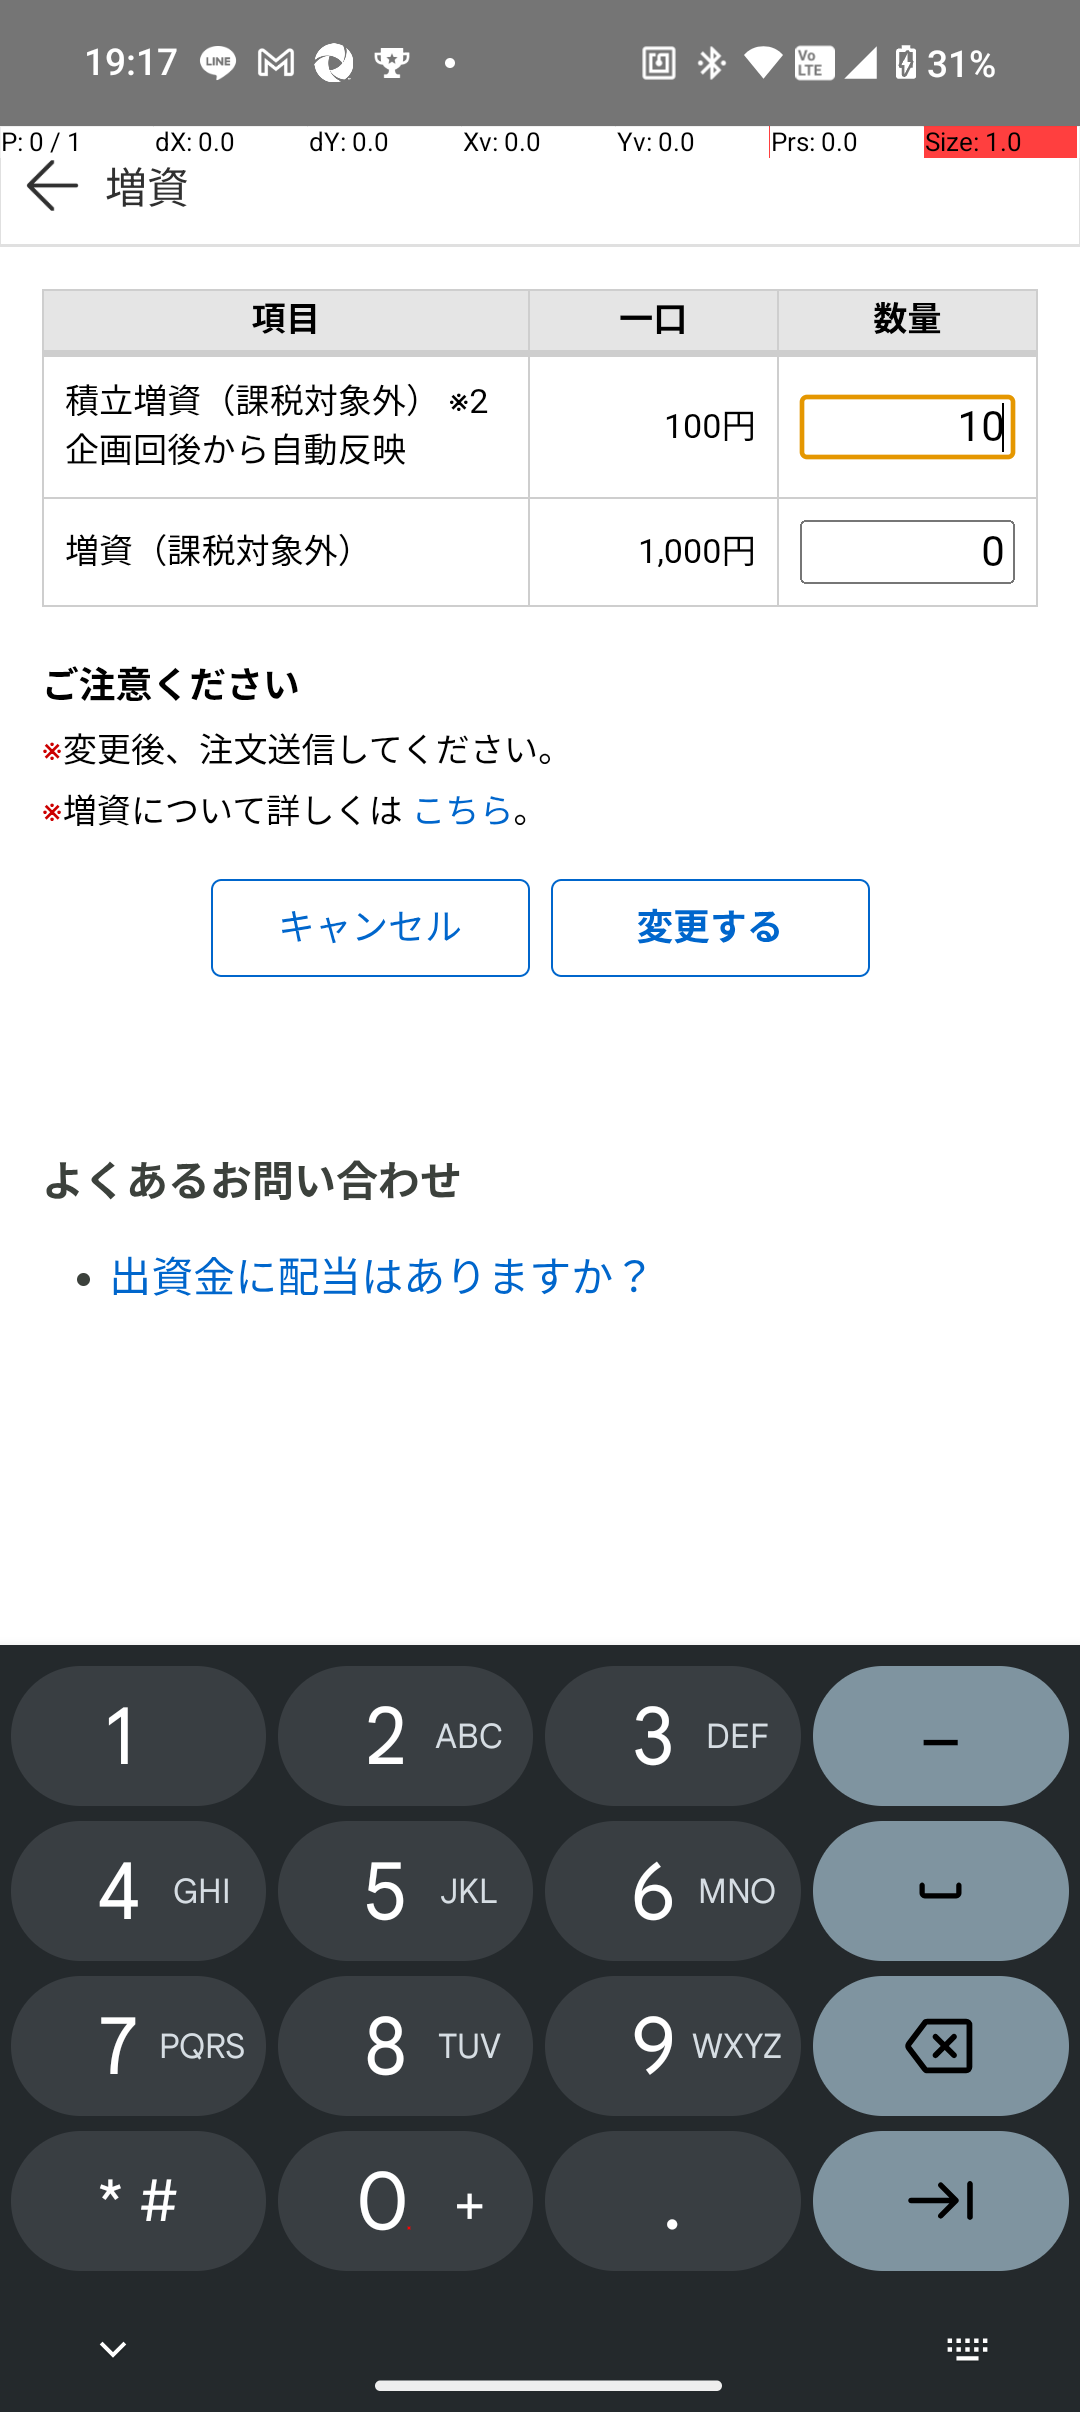 19:17 LINE Vo LTE 31%
P: 0 / 1 dX: 0.0 dY: 0.0 Xv: 0.0 Yv: 0.0 Prs: 0.0 Size: 1.0
増資
項目 一口 数量
積立増資（課税対象外） ※2
企画回後から自動反映 100円 10
増資（課税対象外） 1,000円 0
ご注意ください
※変更後、注文送信してください。
※増資について詳しくは こちら。
キャンセル 変更する
よくあるお問い合わせ
• 出資金に配当はありますか？
1 2 ABC 3 DEF –
4 GHI 5 JKL 6 MNO
7 PQRS 8 TUV 9 WXYZ
* # 0 + .